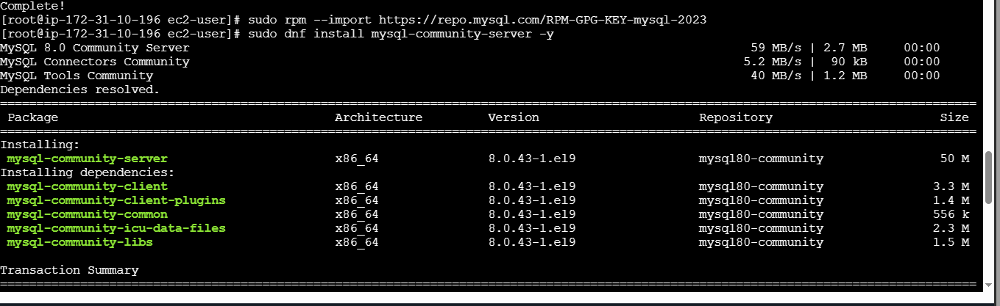 Complete!
[root@ip-172-31-10-196 ec2-user]# sudo rpm --import https://repo.mysql.com/RPM-GPG-KEY-mysql-2023
[root@ip-172-31-10-196 ec2-user]# sudo dnf install mysql-community-server -y
MySQL 8.0 Community Server 59 MB/s | 2.7 MB 00:00
MySQL Connectors Community 5.2 MB/s | 90 kB 00:00
MySQL Tools Community 40 MB/s | 1.2 MB 00:00
Dependencies resolved.
Package Architecture Version Repository Size
Installing:
mysql-community-server x86_64 8.0.43-1.el9 mysql80-community 50 M
Installing dependencies:
mysql-community-client x86_64 8.0.43-1.el9 mysql80-community 3.3 M
mysql-community-client-plugins x86_64 8.0.43-1.el9 mysql80-community 1.4 M
mysql-community-common x86_64 8.0.43-1.el9 mysql80-community 556 k
mysql-community-icu-data-files x86_64 8.0.43-1.el9 mysql80-community 2.3 M
mysql-community-libs x86_64 8.0.43-1.el9 mysql80-community 1.5 M
Transaction Summary